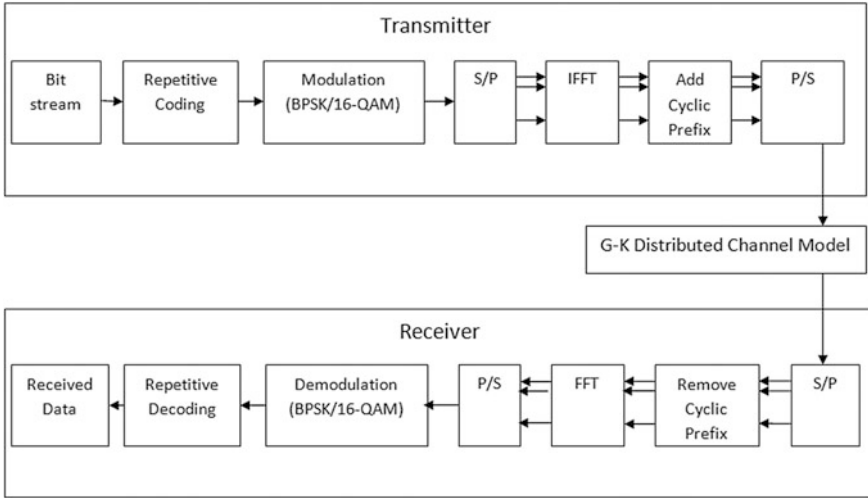 Transmitter
Bit
stream
Repetitive
Coding
Modulation
(BPSK/16-QAM)
S/P
IFFT
Add
Cyclic
Prefix
P/S
G-K Distributed Channel Model
Receiver
Received
Data
Repetitive
Decoding
Demodulation
(BPSK/16-QAM)
P/S
FFT
Remove
Cyclic
Prefix
S/P